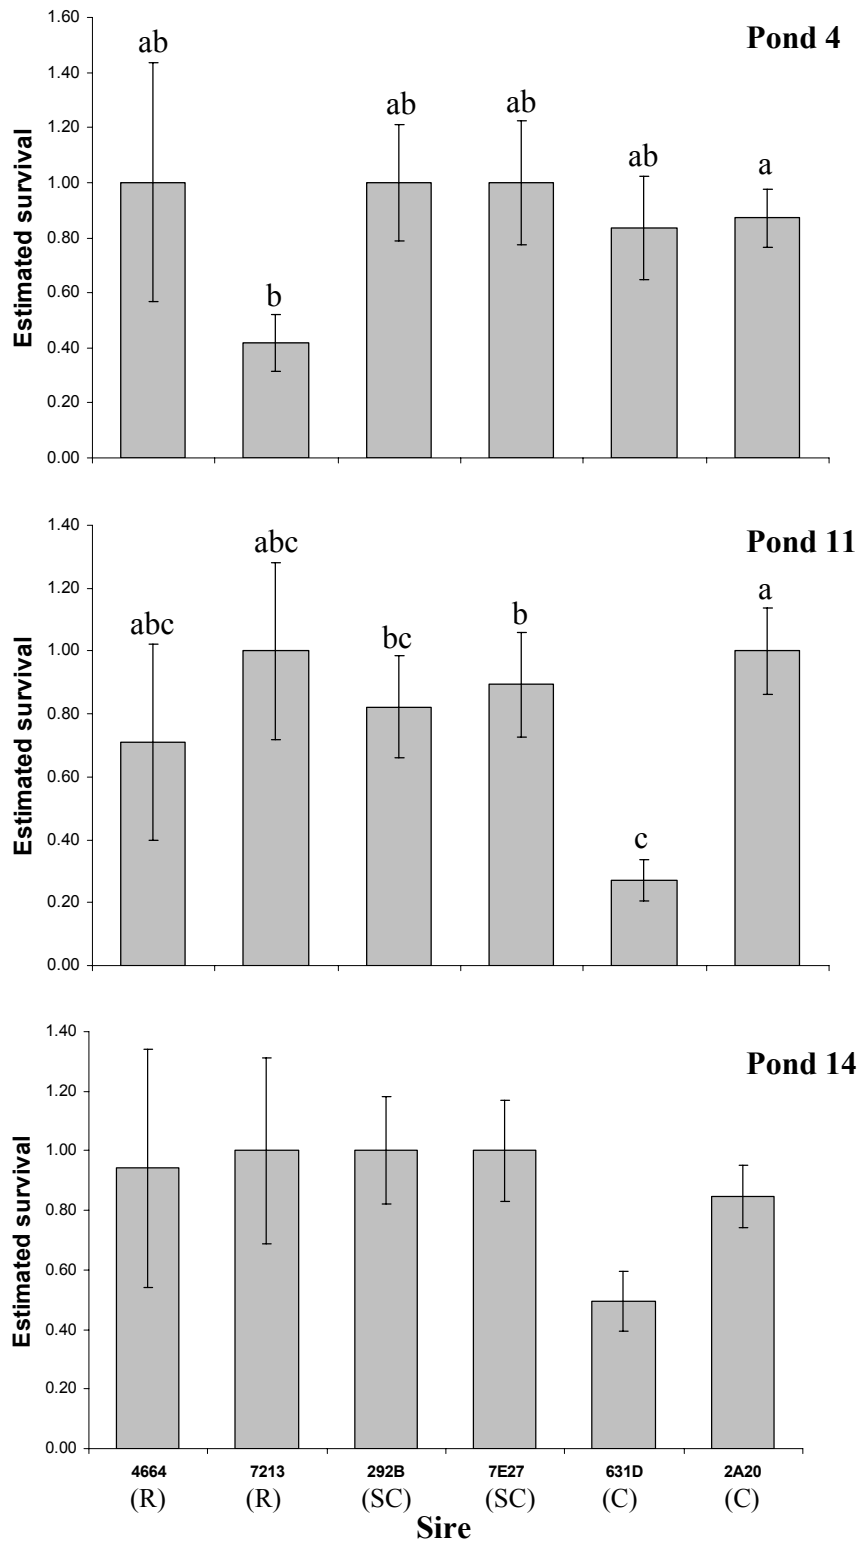 Pond 4
Estimated survival
1.60
1.40
1.20
1.00
0.80
0.60
0.40
0.20
0.00
ab
b
ab
ab
ab
a
Pond 11
Estimated survival
1.40
1.20
1.00
0.80
0.60
0.40
0.20
0.00
abc
abc
bc
b
c
a
Pond 14
Estimated survival
1.40
1.20
1.00
0.80
0.60
0.40
0.20
0.00
4664 7213 292B 7E27 631D 2A20
(R) (R) (SC) (SC) (C) (C)
Sire